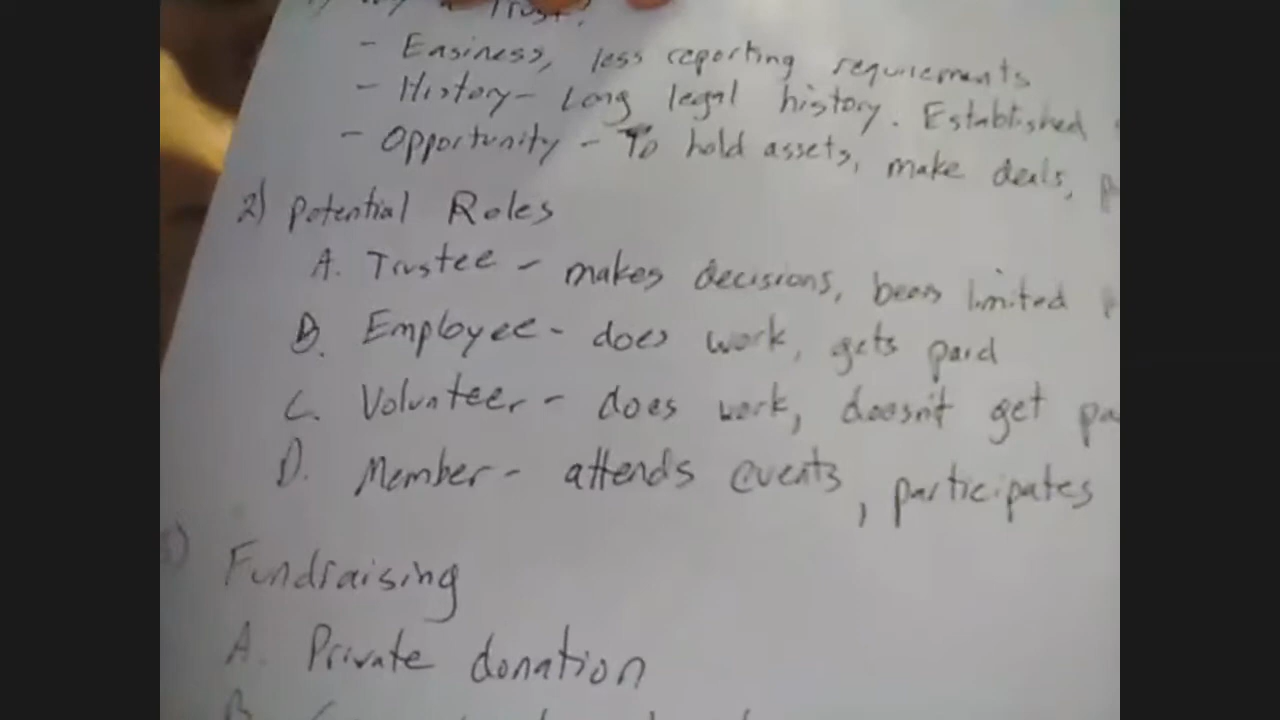 Trust?
- Easiness, less reporting requirements
- History - Long legal history. Established
- Opportunity - To hold assets, make deals,
2) Potential Roles
A. Trustee - makes decisions, bears limited
B. Employee - does work, gets paid
C. Volunteer - does work, doesn't get pa
D. Member - attends events, participates
Fundraising
A. Private donation
B.